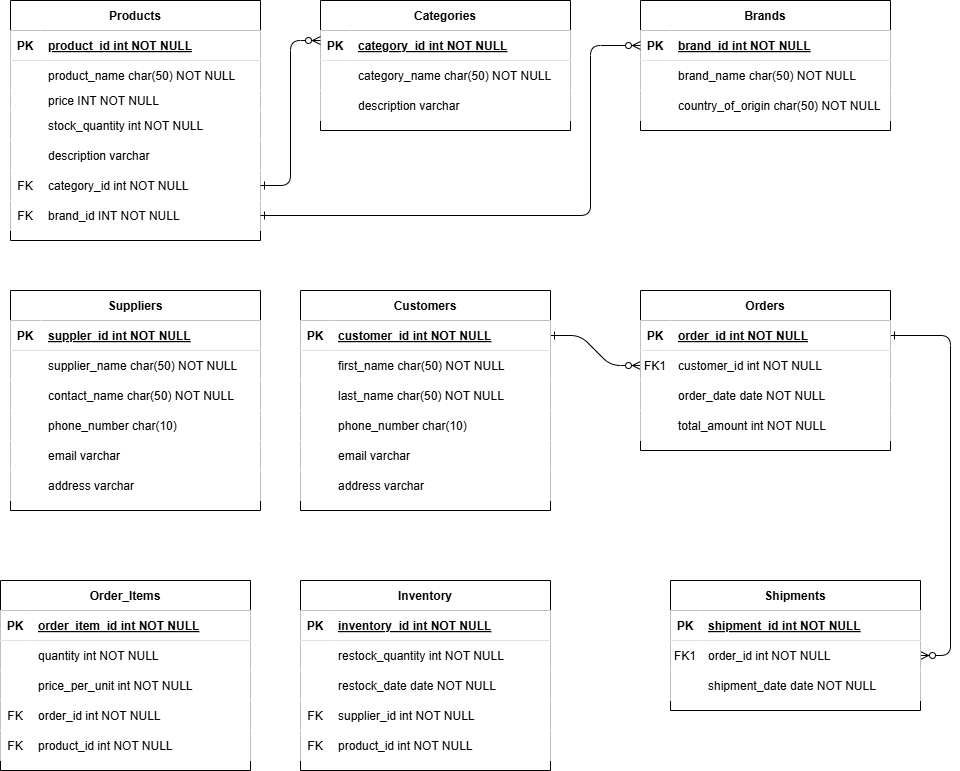 Products
PK product_id int NOT NULL
product_name char(50) NOT NULL
price INT NOT NULL
stock_quantity int NOT NULL
description varchar
FK category_id int NOT NULL
FK brand_id INT NOT NULL
Categories
PK category_id int NOT NULL
category_name char(50) NOT NULL
description varchar
Brands
PK brand_id int NOT NULL
brand_name char(50) NOT NULL
country_of_origin char(50) NOT NULL
Suppliers
PK suppler_id int NOT NULL
supplier_name char(50) NOT NULL
contact_name char(50) NOT NULL
phone_number char(10)
email varchar
address varchar
Customers
PK customer_id int NOT NULL
first_name char(50) NOT NULL
last_name char(50) NOT NULL
phone_number char(10)
email varchar
address varchar
Orders
PK order_id int NOT NULL
FK1 customer_id int NOT NULL
order_date date NOT NULL
total_amount int NOT NULL
Order_Items
PK order_item_id int NOT NULL
quantity int NOT NULL
price_per_unit int NOT NULL
FK order_id int NOT NULL
FK product_id int NOT NULL
Inventory
PK inventory_id int NOT NULL
restock_quantity int NOT NULL
restock_date date NOT NULL
FK supplier_id int NOT NULL
FK product_id int NOT NULL
Shipments
PK shipment_id int NOT NULL
FK1 order_id int NOT NULL
shipment_date date NOT NULL